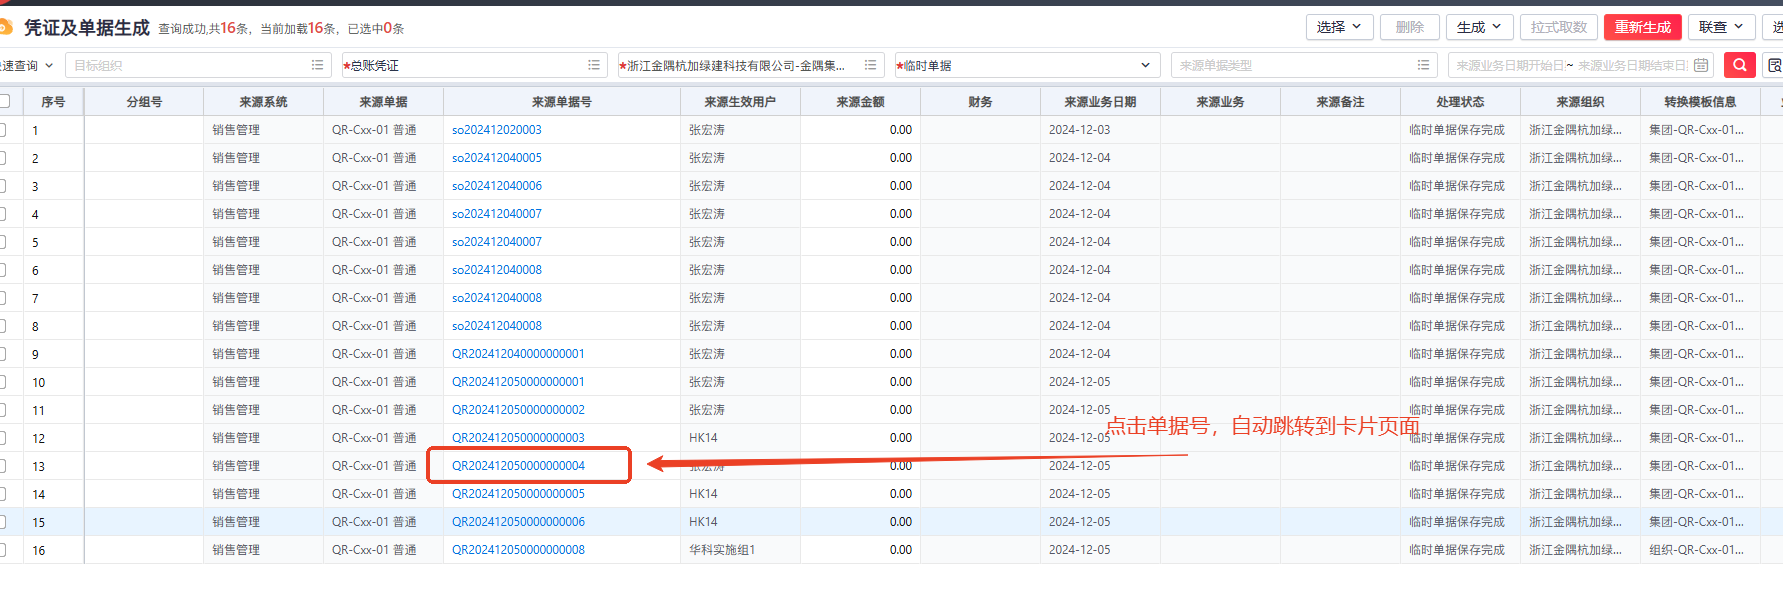 凭证及单据生成 查询成功,共16条，当前加载16条，已选中0条 选择 删除 生成 拉式取数 重新生成 联查
速查询 目标组织 *总账凭证 *浙江金隅杭加绿建科技有限公司-金隅集... *临时单据 来源单据类型 来源业务日期开始日 ~ 来源业务日期结束日
序号 分组号 来源系统 来源单据 来源单据号 来源生效用户 来源金额 财务 来源业务日期 来源业务 来源备注 处理状态 来源组织 转换模板信息
1 销售管理 QR-Cxx-01 普通 so202412020003 张宏涛 0.00 2024-12-03 临时单据保存完成 浙江金隅杭加绿... 集团-QR-Cxx-01...
2 销售管理 QR-Cxx-01 普通 so202412040005 张宏涛 0.00 2024-12-04 临时单据保存完成 浙江金隅杭加绿... 集团-QR-Cxx-01...
3 销售管理 QR-Cxx-01 普通 so202412040006 张宏涛 0.00 2024-12-04 临时单据保存完成 浙江金隅杭加绿... 集团-QR-Cxx-01...
4 销售管理 QR-Cxx-01 普通 so202412040007 张宏涛 0.00 2024-12-04 临时单据保存完成 浙江金隅杭加绿... 集团-QR-Cxx-01...
5 销售管理 QR-Cxx-01 普通 so202412040007 张宏涛 0.00 2024-12-04 临时单据保存完成 浙江金隅杭加绿... 集团-QR-Cxx-01...
6 销售管理 QR-Cxx-01 普通 so202412040008 张宏涛 0.00 2024-12-04 临时单据保存完成 浙江金隅杭加绿... 集团-QR-Cxx-01...
7 销售管理 QR-Cxx-01 普通 so202412040008 张宏涛 0.00 2024-12-04 临时单据保存完成 浙江金隅杭加绿... 集团-QR-Cxx-01...
8 销售管理 QR-Cxx-01 普通 so202412040008 张宏涛 0.00 2024-12-04 临时单据保存完成 浙江金隅杭加绿... 集团-QR-Cxx-01...
9 销售管理 QR-Cxx-01 普通 QR202412040000000001 张宏涛 0.00 2024-12-04 临时单据保存完成 浙江金隅杭加绿... 集团-QR-Cxx-01...
10 销售管理 QR-Cxx-01 普通 QR202412050000000001 张宏涛 0.00 2024-12-05 临时单据保存完成 浙江金隅杭加绿... 集团-QR-Cxx-01...
11 销售管理 QR-Cxx-01 普通 QR202412050000000002 张宏涛 0.00 2024-12-05 临时单据保存完成 浙江金隅杭加绿... 集团-QR-Cxx-01...
点击单据号，自动跳转到卡片页面
12 销售管理 QR-Cxx-01 普通 QR202412050000000003 HK14 0.00 2024-12-05 临时单据保存完成 浙江金隅杭加绿... 集团-QR-Cxx-01...
13 销售管理 QR-Cxx-01 普通 QR202412050000000004 张宏涛 0.00 2024-12-05 临时单据保存完成 浙江金隅杭加绿... 集团-QR-Cxx-01...
14 销售管理 QR-Cxx-01 普通 QR202412050000000005 HK14 0.00 2024-12-05 临时单据保存完成 浙江金隅杭加绿... 集团-QR-Cxx-01...
15 销售管理 QR-Cxx-01 普通 QR202412050000000006 HK14 0.00 2024-12-05 临时单据保存完成 浙江金隅杭加绿... 集团-QR-Cxx-01...
16 销售管理 QR-Cxx-01 普通 QR202412050000000008 华科实施组1 0.00 2024-12-05 临时单据保存完成 浙江金隅杭加绿... 组织-QR-Cxx-01...